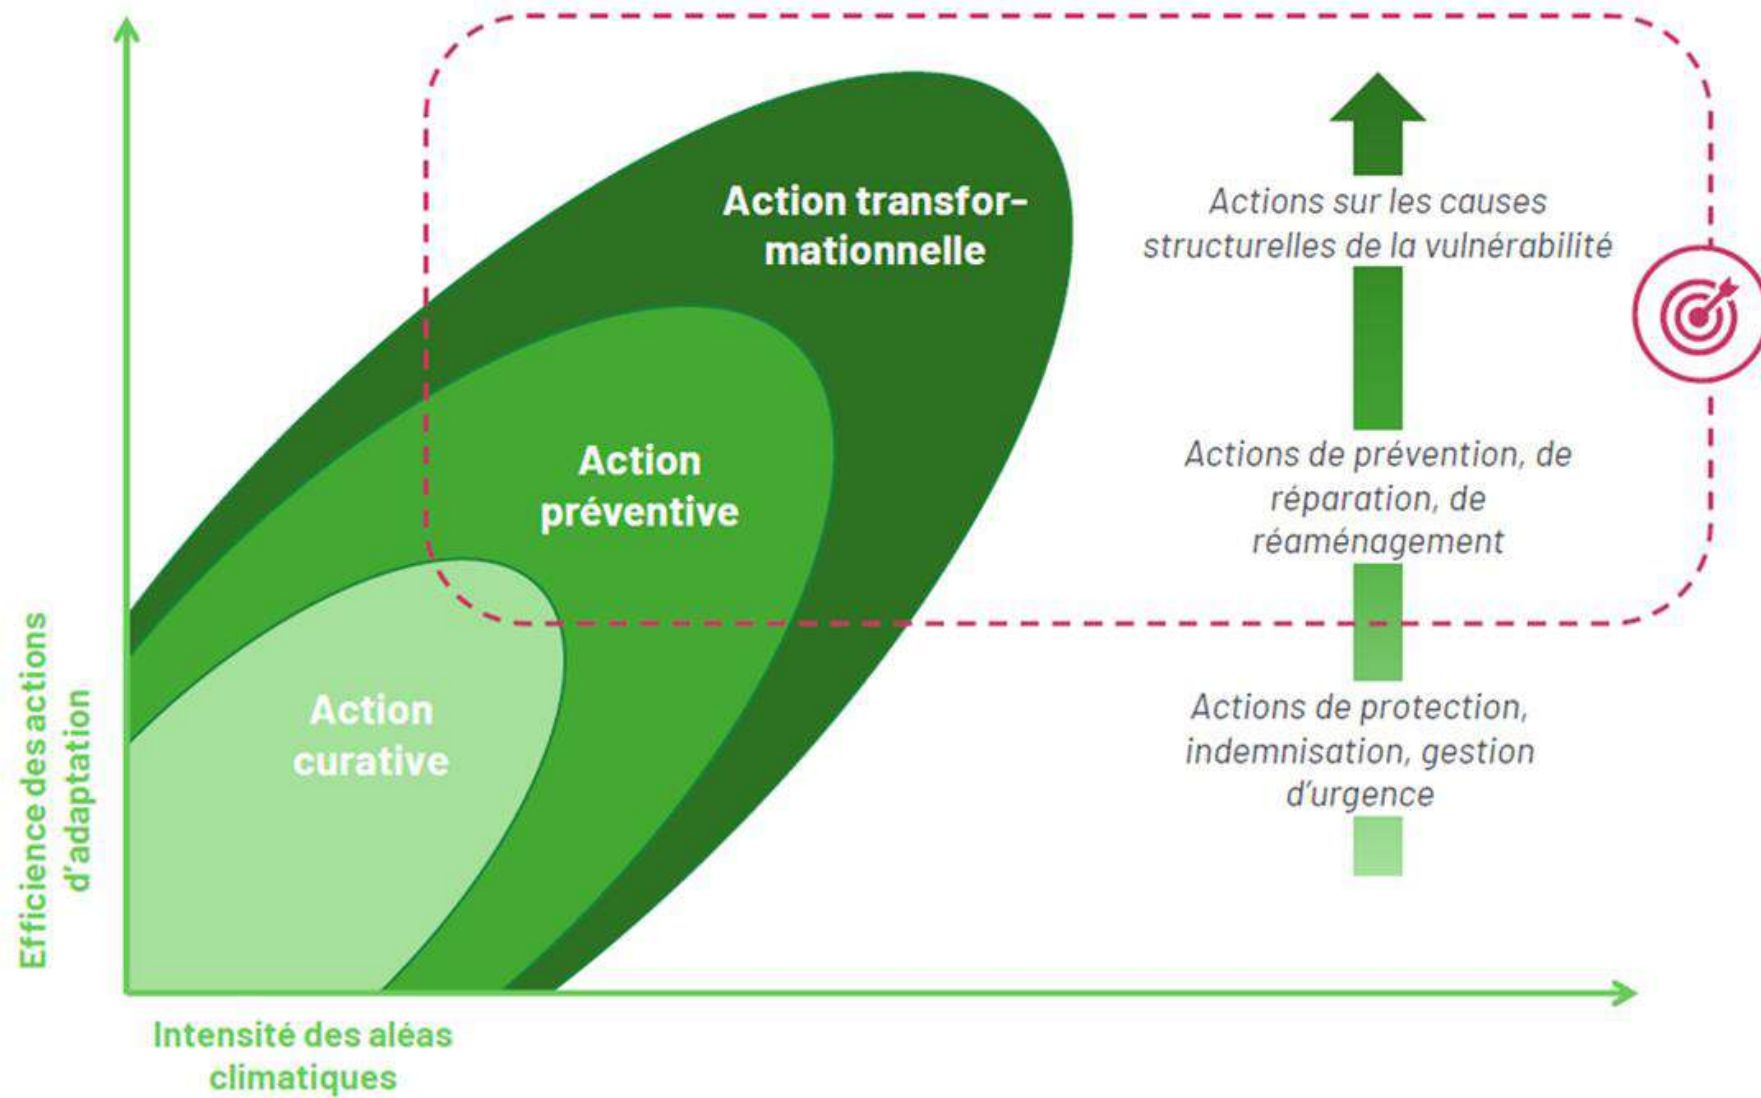 Action transfor-
mationnelle
Actions sur les causes
structurelles de la vulnérabilité
Action
préventive
Actions de prévention, de
réparation, de
réaménagement
Action
curative
Actions de protection,
indemnisation, gestion
d'urgence
Efficience des actions
d'adaptation
Intensité des aléas
climatiques